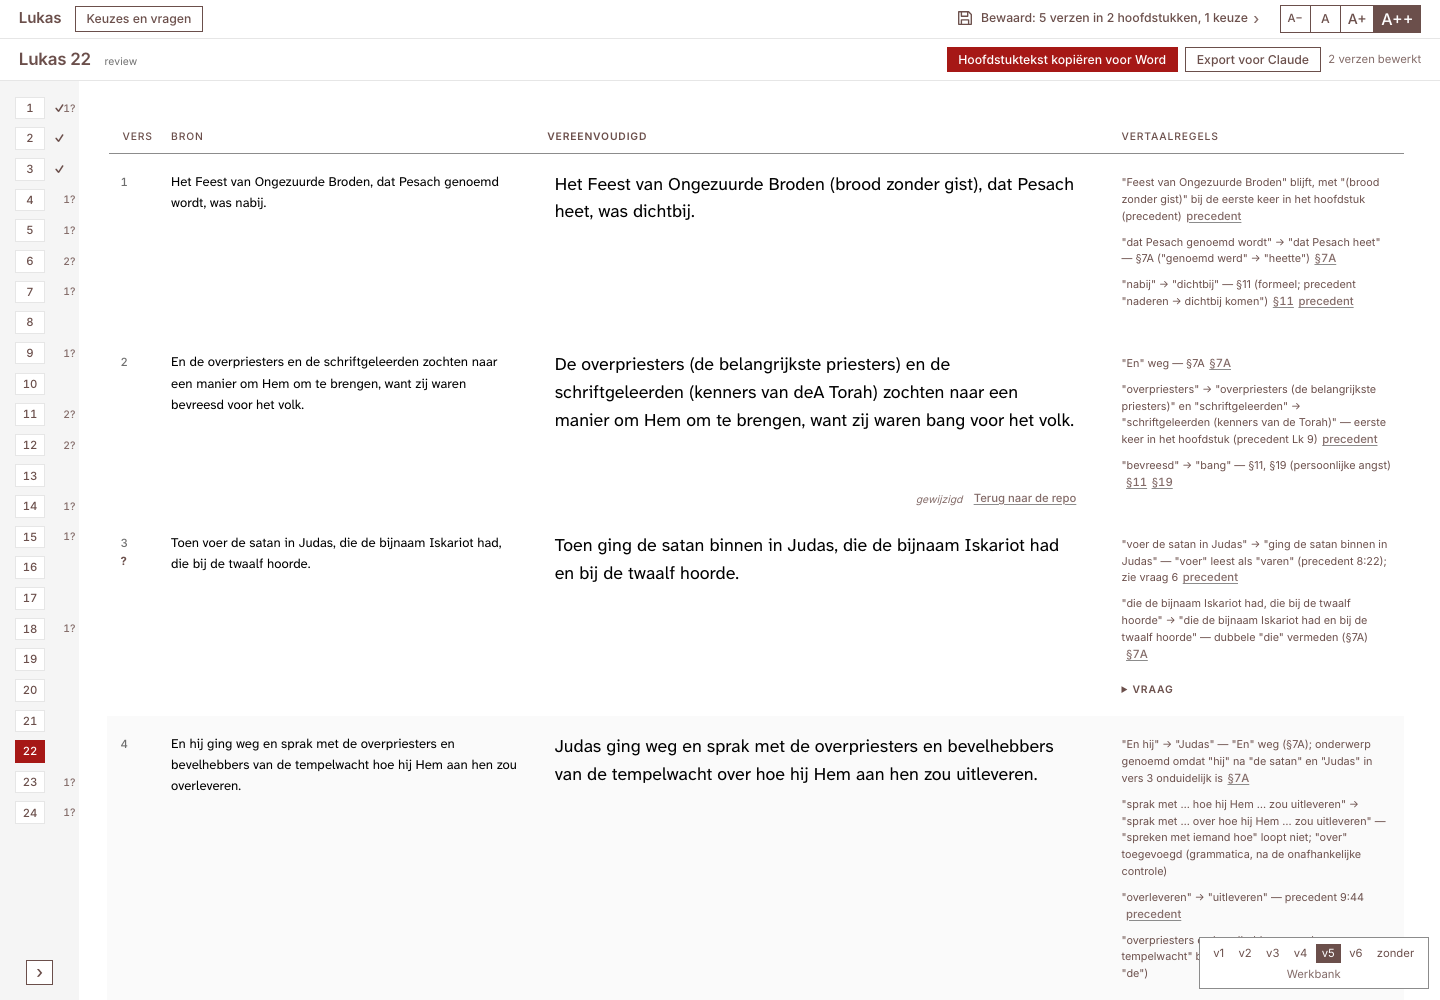 Lukas
Keuzes en vragen
Bewaard: 5 verzen in 2 hoofdstukken, 1 keuze ›
A−
A
A+
A++
Lukas 22
review
Hoofdstuktekst kopiëren voor Word
Export voor Claude
2 verzen bewerkt
1 ✓1?
2 ✓
3 ✓
4 1?
5 1?
6 2?
7 1?
8
9 1?
10
11 2?
12 2?
13
14 1?
15 1?
16
17
18 1?
19
20
21
22
23 1?
24 1?
›
VERS
BRON
VEREENVOUDIGD
VERTAALREGELS
1
Het Feest van Ongezuurde Broden, dat Pesach genoemd
wordt, was nabij.
Het Feest van Ongezuurde Broden (brood zonder gist), dat Pesach
heet, was dichtbij.
"Feest van Ongezuurde Broden" blijft, met "(brood
zonder gist)" bij de eerste keer in het hoofdstuk
(precedent) precedent
"dat Pesach genoemd wordt" → "dat Pesach heet"
— §7A ("genoemd werd" → "heette") §7A
"nabij" → "dichtbij" — §11 (formeel; precedent
"naderen → dichtbij komen") §11 precedent
2
En de overpriesters en de schriftgeleerden zochten naar
een manier om Hem om te brengen, want zij waren
bevreesd voor het volk.
De overpriesters (de belangrijkste priesters) en de
schriftgeleerden (kenners van deA Torah) zochten naar een
manier om Hem om te brengen, want zij waren bang voor het volk.
gewijzigd Terug naar de repo
"En" weg — §7A §7A
"overpriesters" → "overpriesters (de belangrijkste
priesters)" en "schriftgeleerden" →
"schriftgeleerden (kenners van de Torah)" — eerste
keer in het hoofdstuk (precedent Lk 9) precedent
"bevreesd" → "bang" — §11, §19 (persoonlijke angst)
§11 §19
3
?
Toen voer de satan in Judas, die de bijnaam Iskariot had,
die bij de twaalf hoorde.
Toen ging de satan binnen in Judas, die de bijnaam Iskariot had
en bij de twaalf hoorde.
"voer de satan in Judas" → "ging de satan binnen in
Judas" — "voer" leest als "varen" (precedent 8:22);
zie vraag 6 precedent
"die de bijnaam Iskariot had, die bij de twaalf
hoorde" → "die de bijnaam Iskariot had en bij de
twaalf hoorde" — dubbele "die" vermeden (§7A)
§7A
▶ VRAAG
4
En hij ging weg en sprak met de overpriesters en
bevelhebbers van de tempelwacht hoe hij Hem aan hen zou
overleveren.
Judas ging weg en sprak met de overpriesters en bevelhebbers
van de tempelwacht over hoe hij Hem aan hen zou uitleveren.
"En hij" → "Judas" — "En" weg (§7A); onderwerp
genoemd omdat "hij" na "de satan" en "Judas" in
vers 3 onduidelijk is §7A
"sprak met ... hoe hij Hem ... zou uitleveren" →
"sprak met ... over hoe hij Hem ... zou uitleveren" —
"spreken met iemand hoe" loopt niet; "over"
toegevoegd (grammatica, na de onafhankelijke
controle)
"overleveren" → "uitleveren" — precedent 9:44
precedent
"overpriesters
tempelwacht"
"de")
v1 v2 v3 v4 v5 v6 zonder
Werkbank